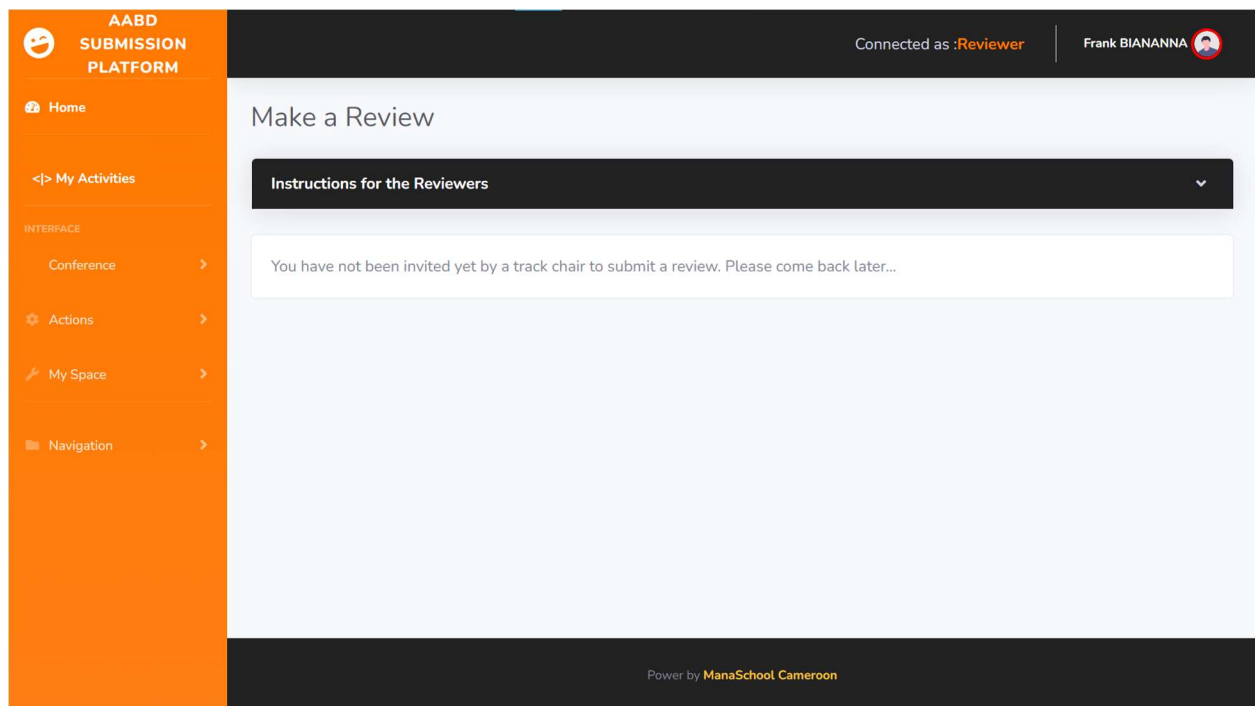 AABD
SUBMISSION
PLATFORM
Connected as :Reviewer
Frank BIANANNA
Home
<|> My Activities
INTERFACE
Conference
Actions
My Space
Navigation
Make a Review
Instructions for the Reviewers
You have not been invited yet by a track chair to submit a review. Please come back later...
Power by ManaSchool Cameroon